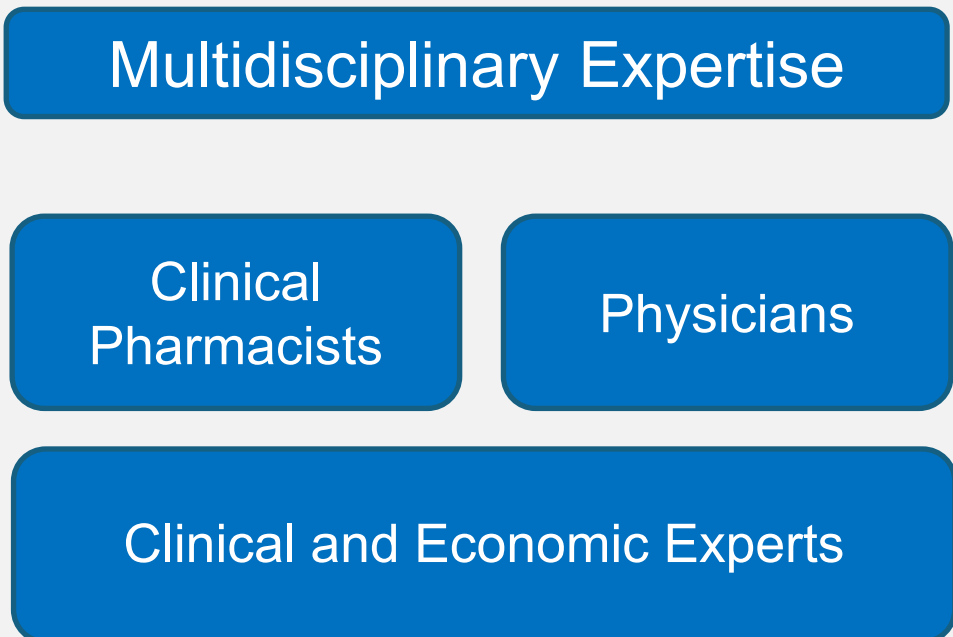 Multidisciplinary Expertise
Clinical
Pharmacists
Physicians
Clinical and Economic Experts